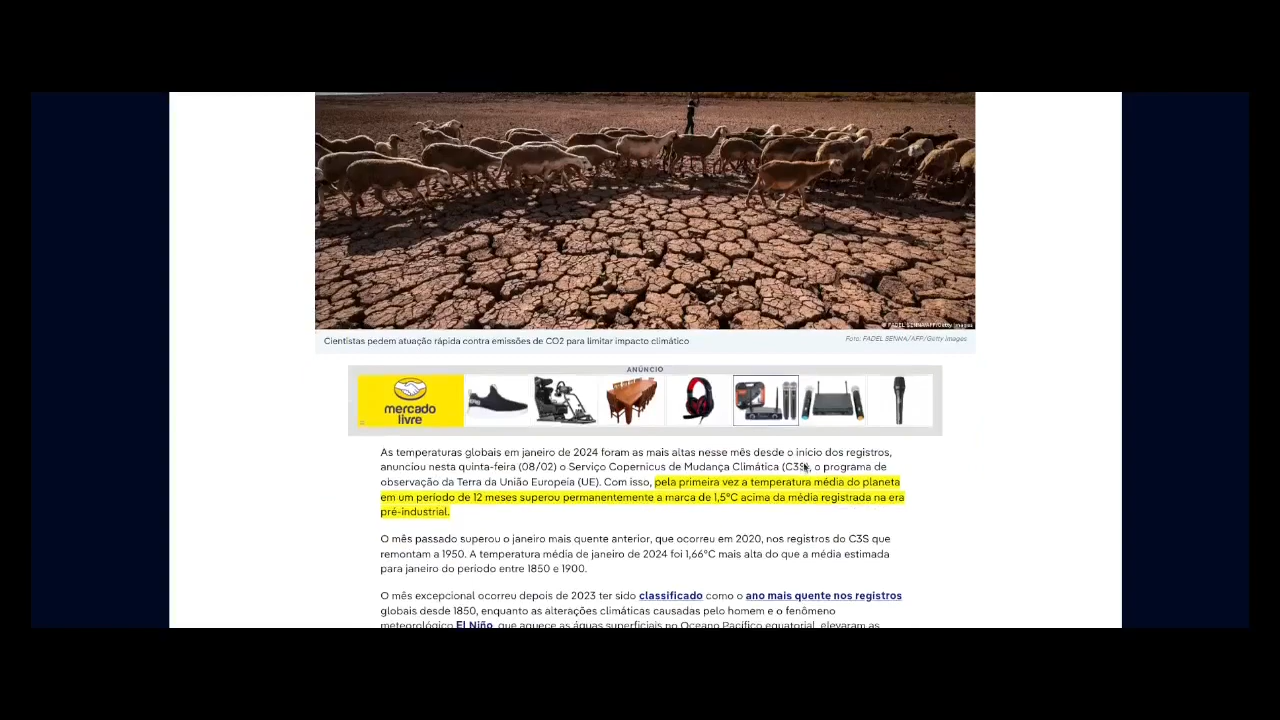 © FADEL SENNA/AFP/Getty Images
Cientistas pedem atuação rápida contra emissões de CO2 para limitar impacto climático
Foto: FADEL SENNA/AFP/Getty Images
ANÚNCIO
mercado
livre
As temperaturas globais em janeiro de 2024 foram as mais altas nesse mês desde o início dos registros,
anunciou nesta quinta-feira (08/02) o Serviço Copernicus de Mudança Climática (C3S), o programa de
observação da Terra da União Europeia (UE). Com isso, pela primeira vez a temperatura média do planeta
em um período de 12 meses superou permanentemente a marca de 1,5°C acima da média registrada na era
pré-industrial.
O mês passado superou o janeiro mais quente anterior, que ocorreu em 2020, nos registros do C3S que
remontam a 1950. A temperatura média de janeiro de 2024 foi 1,66°C mais alta do que a média estimada
para janeiro do período entre 1850 e 1900.
O mês excepcional ocorreu depois de 2023 ter sido classificado como o ano mais quente nos registros
globais desde 1850, enquanto as alterações climáticas causadas pelo homem e o fenômeno
meteorológico El Niño, que aquece as águas superficiais no Oceano Pacífico equatorial, elevaram as